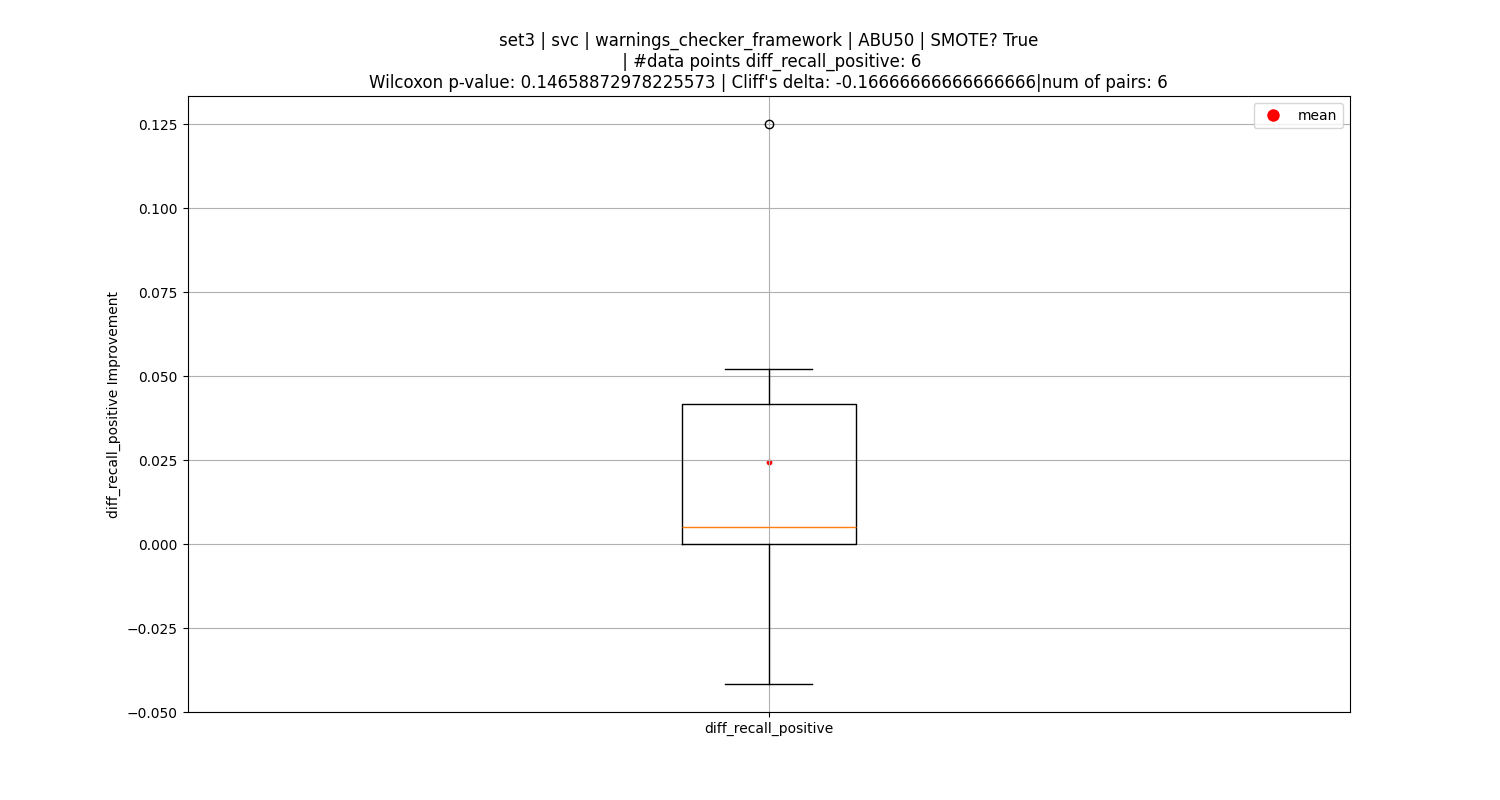 set3 | svc | warnings_checker_framework | ABU50 | SMOTE? True
| #data points diff_recall_positive: 6
Wilcoxon p-value: 0.14658872978225573 | Cliff's delta: -0.16666666666666666|num of pairs: 6
mean
0.125
0.100
0.075
0.050
0.025
0.000
−0.025
−0.050
diff_recall_positive Improvement
diff_recall_positive